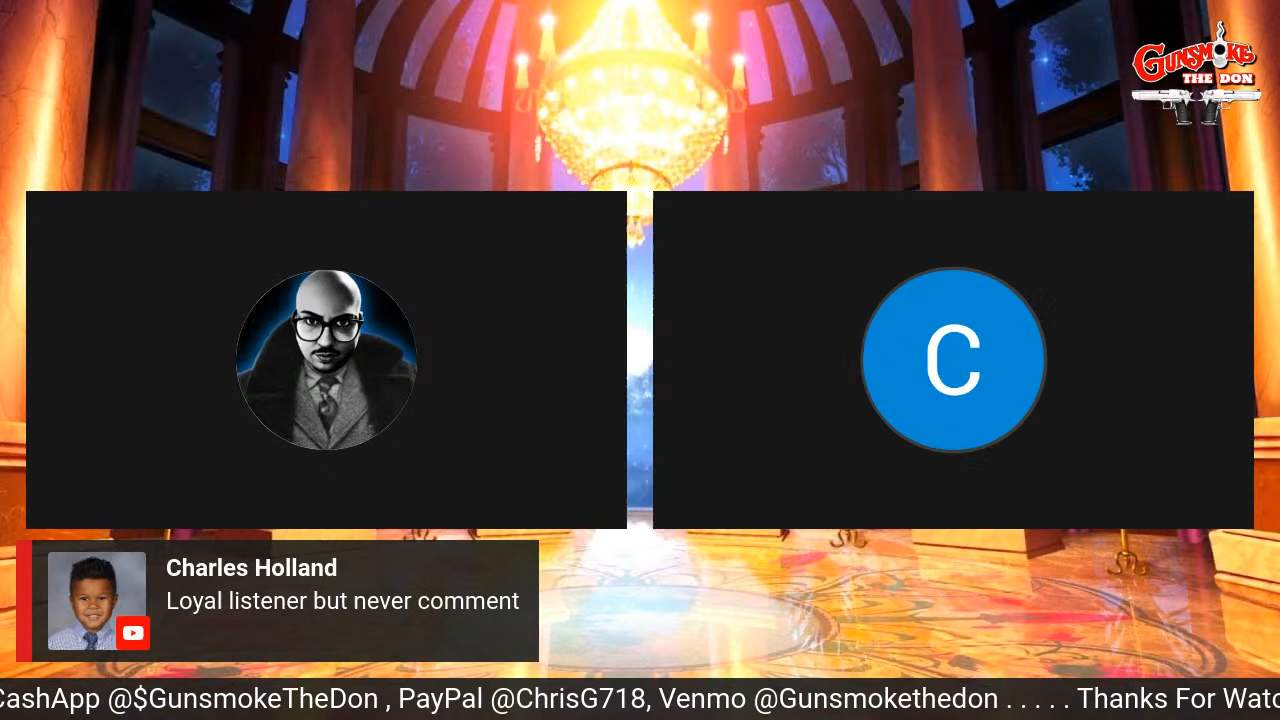 GUNSMOKE
THE DON
C
Charles Holland
Loyal listener but never comment
CashApp @$GunsmokeTheDon , PayPal @ChrisG718, Venmo @Gunsmokethedon . . . . . Thanks For Watc